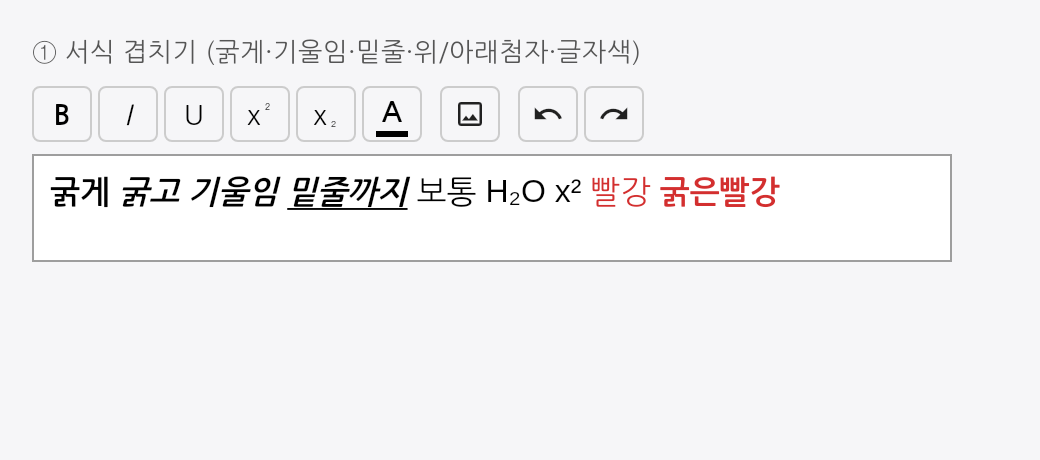 ① 서식 겹치기 (굵게·기울임·밑줄·위/아래첨자·글자색)
B I U x² x₂ A
굵게 굵고 기울임 밑줄까지 보통 H₂O x² 빨강 굵은빨강